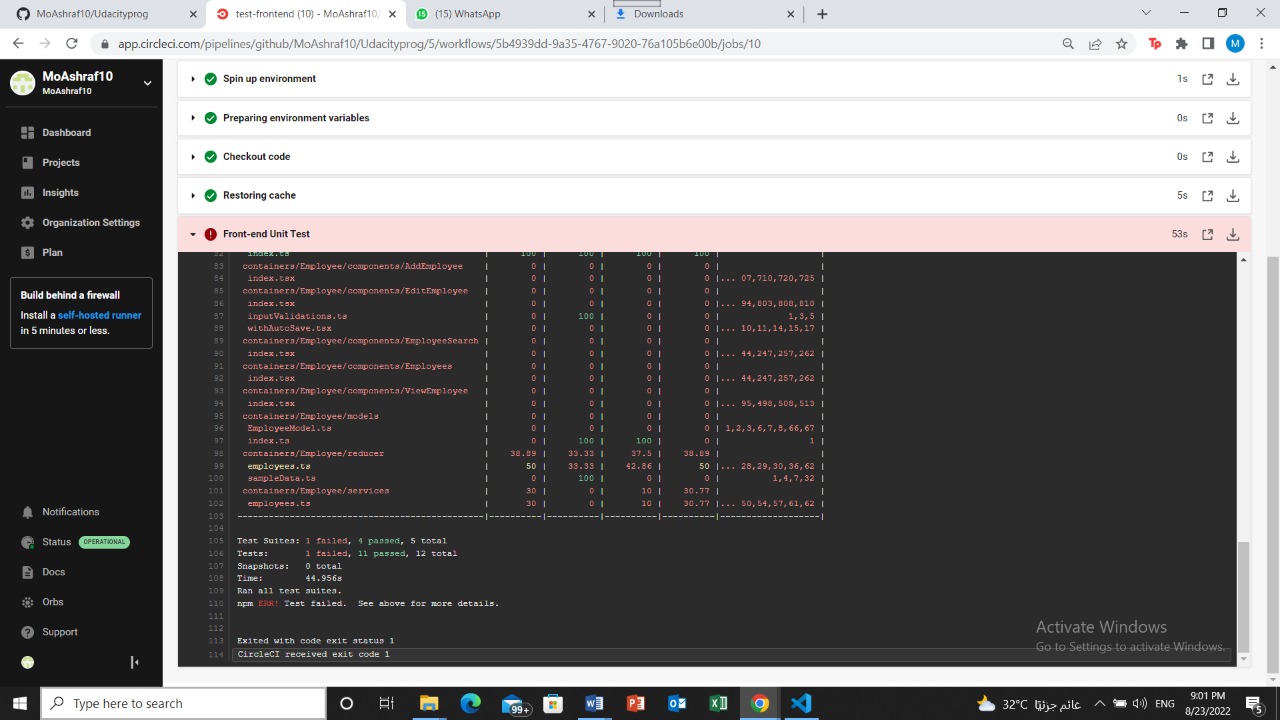 MoAshraf10/Udacityprog
test-frontend (10) - MoAshraf10/
(15) WhatsApp
Downloads
app.circleci.com/pipelines/github/MoAshraf10/Udacityprog/5/workflows/5b4939dd-9a35-4767-9020-76a105b6e00b/jobs/10
Tp
M
MoAshraf10
MoAshraf10
Dashboard
Projects
Insights
Organization Settings
Plan
Build behind a firewall
Install a self-hosted runner
in 5 minutes or less.
Notifications
Status OPERATIONAL
Docs
Orbs
Support
Spin up environment 1s
Preparing environment variables 0s
Checkout code 0s
Restoring cache 5s
Front-end Unit Test 53s
82 index.ts | 100 | 100 | 100 | 100 | |
83 containers/Employee/components/AddEmployee | 0 | 0 | 0 | 0 | |
84 index.tsx | 0 | 0 | 0 | 0 |... 07,710,720,725 |
85 containers/Employee/components/EditEmployee | 0 | 0 | 0 | 0 | |
86 index.tsx | 0 | 0 | 0 | 0 |... 94,803,808,810 |
87 inputValidations.ts | 0 | 100 | 0 | 0 | 1,3,5 |
88 withAutoSave.tsx | 0 | 0 | 0 | 0 |... 10,11,14,15,17 |
89 containers/Employee/components/EmployeeSearch | 0 | 0 | 0 | 0 | |
90 index.tsx | 0 | 0 | 0 | 0 |... 44,247,257,262 |
91 containers/Employee/components/Employees | 0 | 0 | 0 | 0 | |
92 index.tsx | 0 | 0 | 0 | 0 |... 44,247,257,262 |
93 containers/Employee/components/ViewEmployee | 0 | 0 | 0 | 0 | |
94 index.tsx | 0 | 0 | 0 | 0 |... 95,498,508,513 |
95 containers/Employee/models | 0 | 0 | 0 | 0 | |
96 EmployeeModel.ts | 0 | 0 | 0 | 0 | 1,2,3,6,7,8,66,67 |
97 index.ts | 0 | 100 | 100 | 0 | 1 |
98 containers/Employee/reducer | 38.89 | 33.33 | 37.5 | 38.89 | |
99 employees.ts | 50 | 33.33 | 42.86 | 50 |... 28,29,30,36,62 |
100 sampleData.ts | 0 | 100 | 0 | 0 | 1,4,7,32 |
101 containers/Employee/services | 30 | 0 | 10 | 30.77 | |
102 employees.ts | 30 | 0 | 10 | 30.77 |... 50,54,57,61,62 |
103 -----------------------------------------------|----------|----------|----------|----------|-------------------|
104
105 Test Suites: 1 failed, 4 passed, 5 total
106 Tests: 1 failed, 11 passed, 12 total
107 Snapshots: 0 total
108 Time: 44.956s
109 Ran all test suites.
110 npm ERR! Test failed. See above for more details.
111
112
113 Exited with code exit status 1
114 CircleCI received exit code 1
Activate Windows
Go to Settings to activate Windows.
Type here to search
99+
32°C غائم جزئيًا
ENG
9:01 PM
8/23/2022
5